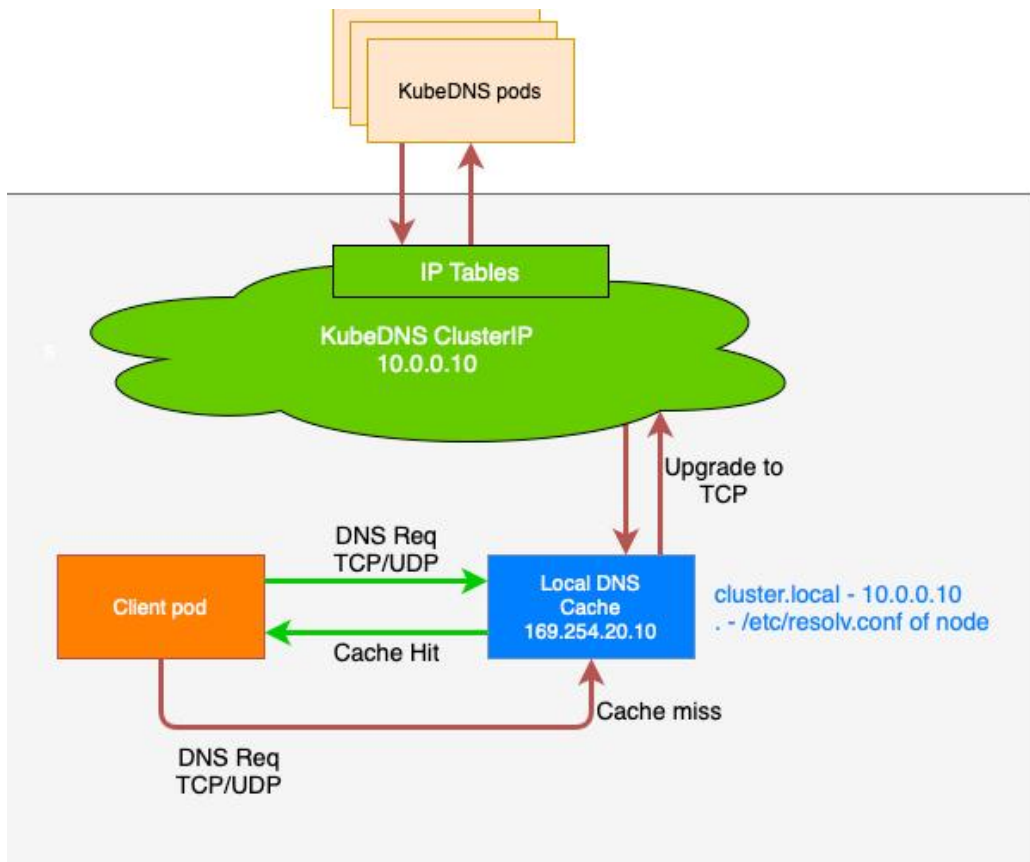 KubeDNS pods
IP Tables
KubeDNS ClusterIP
10.0.0.10
Upgrade to
TCP
DNS Req
TCP/UDP
Client pod
Local DNS
Cache
169.254.20.10
cluster.local - 10.0.0.10
. - /etc/resolv.conf of node
Cache Hit
Cache miss
DNS Req
TCP/UDP